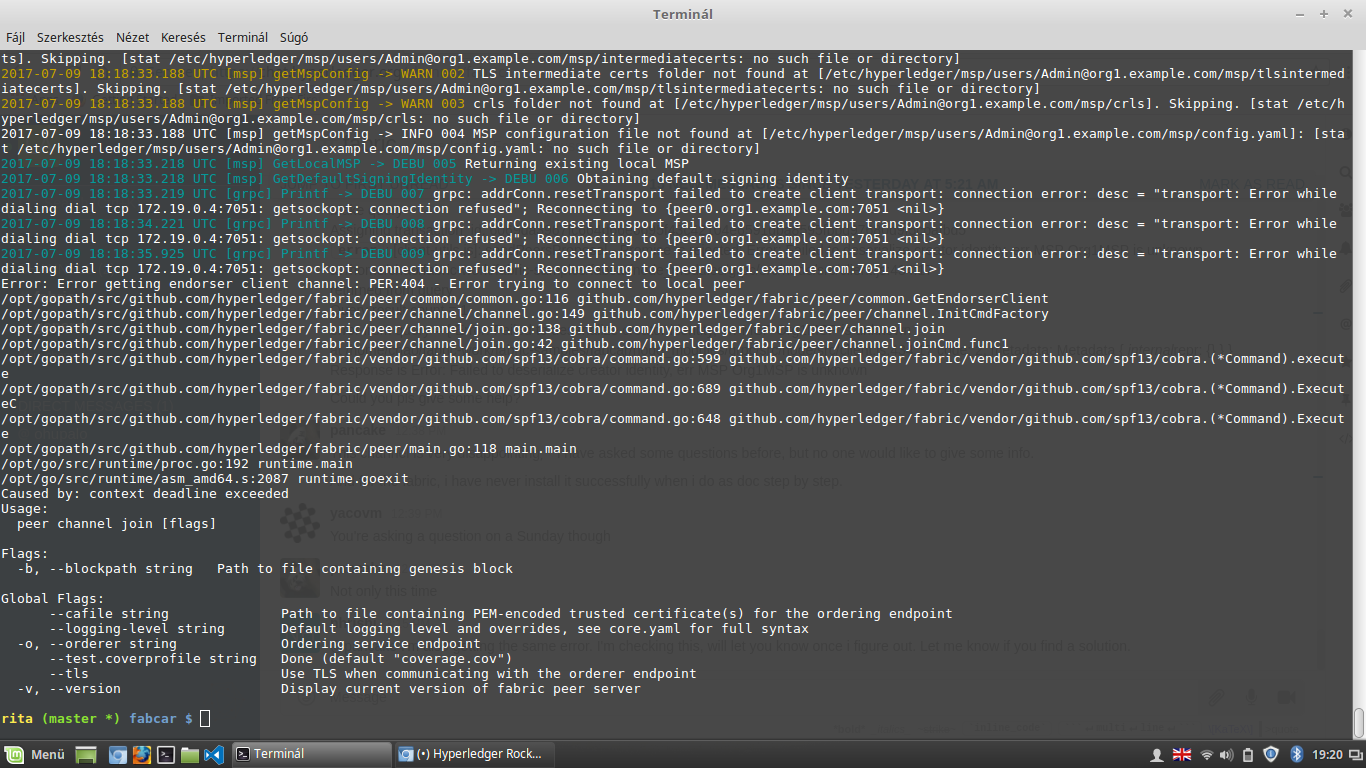 Terminál
Fájl Szerkesztés Nézet Keresés Terminál Súgó
ts]. Skipping. [stat /etc/hyperledger/msp/users/Admin@org1.example.com/msp/intermediatecerts: no such file or directory]
2017-07-09 18:18:33.188 UTC [msp] getMspConfig -> WARN 002 TLS intermediate certs folder not found at [/etc/hyperledger/msp/users/Admin@org1.example.com/msp/tlsintermed
iatecerts]. Skipping. [stat /etc/hyperledger/msp/users/Admin@org1.example.com/msp/tlsintermediatecerts: no such file or directory]
2017-07-09 18:18:33.188 UTC [msp] getMspConfig -> WARN 003 crls folder not found at [/etc/hyperledger/msp/users/Admin@org1.example.com/msp/crls]. Skipping. [stat /etc/h
yperledger/msp/users/Admin@org1.example.com/msp/crls: no such file or directory]
2017-07-09 18:18:33.188 UTC [msp] getMspConfig -> INFO 004 MSP configuration file not found at [/etc/hyperledger/msp/users/Admin@org1.example.com/msp/config.yaml]: [sta
t /etc/hyperledger/msp/users/Admin@org1.example.com/msp/config.yaml: no such file or directory]
2017-07-09 18:18:33.218 UTC [msp] GetLocalMSP -> DEBU 005 Returning existing local MSP
2017-07-09 18:18:33.218 UTC [msp] GetDefaultSigningIdentity -> DEBU 006 Obtaining default signing identity
2017-07-09 18:18:33.219 UTC [grpc] Printf -> DEBU 007 grpc: addrConn.resetTransport failed to create client transport: connection error: desc = "transport: Error while
dialing dial tcp 172.19.0.4:7051: getsockopt: connection refused"; Reconnecting to {peer0.org1.example.com:7051 <nil>}
2017-07-09 18:18:34.221 UTC [grpc] Printf -> DEBU 008 grpc: addrConn.resetTransport failed to create client transport: connection error: desc = "transport: Error while
dialing dial tcp 172.19.0.4:7051: getsockopt: connection refused"; Reconnecting to {peer0.org1.example.com:7051 <nil>}
2017-07-09 18:18:35.925 UTC [grpc] Printf -> DEBU 009 grpc: addrConn.resetTransport failed to create client transport: connection error: desc = "transport: Error while
dialing dial tcp 172.19.0.4:7051: getsockopt: connection refused"; Reconnecting to {peer0.org1.example.com:7051 <nil>}
Error: Error getting endorser client channel: PER:404 - Error trying to connect to local peer
/opt/gopath/src/github.com/hyperledger/fabric/peer/common/common.go:116 github.com/hyperledger/fabric/peer/common.GetEndorserClient
/opt/gopath/src/github.com/hyperledger/fabric/peer/channel/channel.go:149 github.com/hyperledger/fabric/peer/channel.InitCmdFactory
/opt/gopath/src/github.com/hyperledger/fabric/peer/channel/join.go:138 github.com/hyperledger/fabric/peer/channel.join
/opt/gopath/src/github.com/hyperledger/fabric/peer/channel/join.go:42 github.com/hyperledger/fabric/peer/channel.joinCmd.func1
/opt/gopath/src/github.com/hyperledger/fabric/vendor/github.com/spf13/cobra/command.go:599 github.com/hyperledger/fabric/vendor/github.com/spf13/cobra.(*Command).execut
e
/opt/gopath/src/github.com/hyperledger/fabric/vendor/github.com/spf13/cobra/command.go:689 github.com/hyperledger/fabric/vendor/github.com/spf13/cobra.(*Command).Execut
eC
/opt/gopath/src/github.com/hyperledger/fabric/vendor/github.com/spf13/cobra/command.go:648 github.com/hyperledger/fabric/vendor/github.com/spf13/cobra.(*Command).Execut
e
/opt/gopath/src/github.com/hyperledger/fabric/peer/main.go:118 main.main
/opt/go/src/runtime/proc.go:192 runtime.main
/opt/go/src/runtime/asm_amd64.s:2087 runtime.goexit
Caused by: context deadline exceeded
Usage:
peer channel join [flags]
yacovm
You're asking a question on a Sunday though
Flags:
-b, --blockpath string Path to file containing genesis block
Not only this time
Global Flags:
--cafile string Path to file containing PEM-encoded trusted certificate(s) for the ordering endpoint
--logging-level string Default logging level and overrides, see core.yaml for full syntax
-o, --orderer string Ordering service endpoint
--test.coverprofile string Done (default "coverage.cov")
--tls Use TLS when communicating with the orderer endpoint
-v, --version Display current version of fabric peer server
rita (master *) fabcar $
Menü Terminál (•) Hyperledger Rock... 19:20